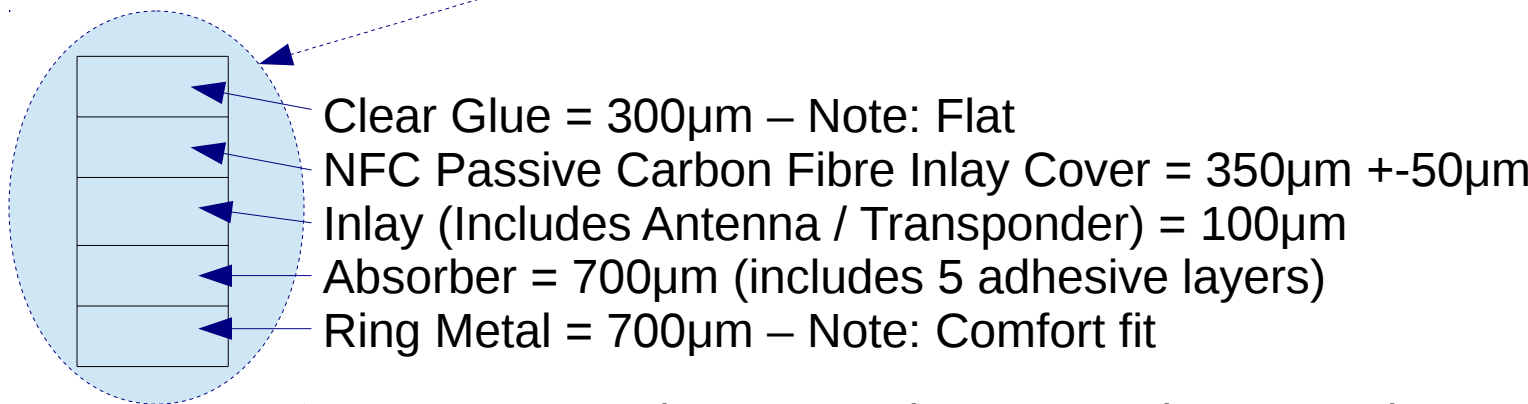 Clear Glue = 300μm – Note: Flat
NFC Passive Carbon Fibre Inlay Cover = 350μm +-50μm
Inlay (Includes Antenna / Transponder) = 100μm
Absorber = 700μm (includes 5 adhesive layers)
Ring Metal = 700μm – Note: Comfort fit